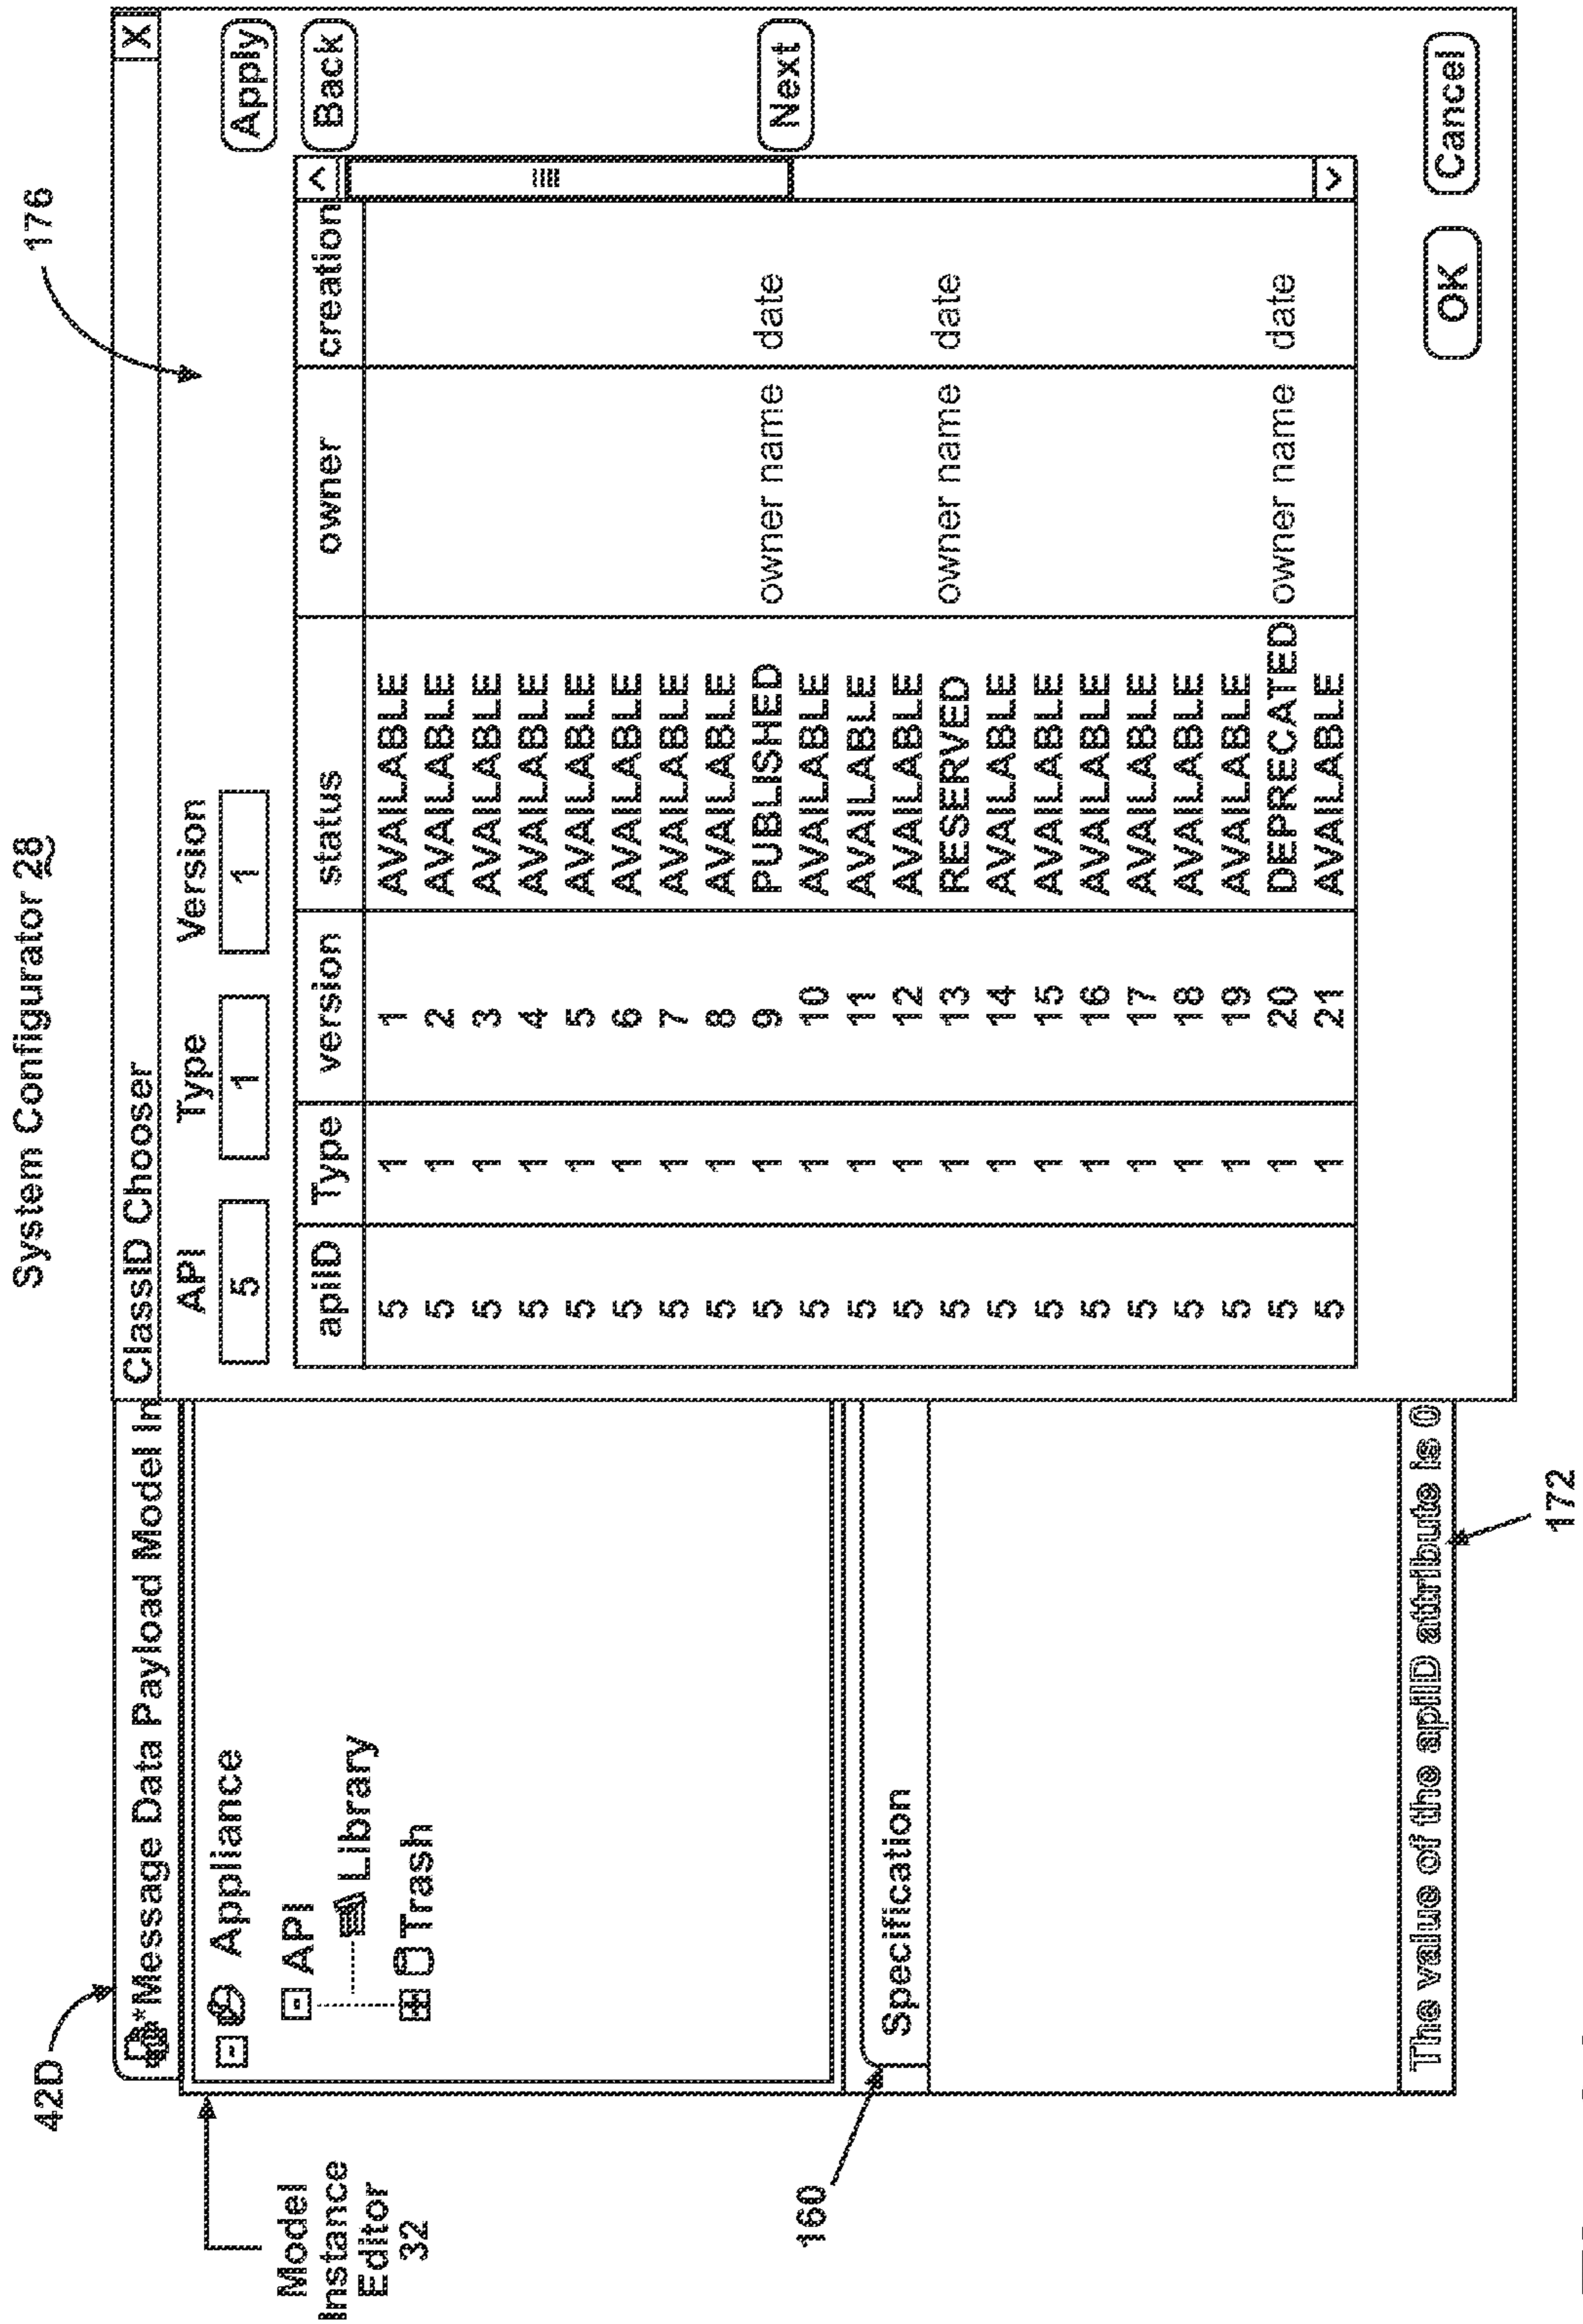 System Configurator 28
176
42D
*Message Data Payload Model In
ClassID Chooser
X
API Type Version
5 1 1
Apply
Back
Next
apiID Type version status owner creation
5 1 1 AVAILABLE
5 1 2 AVAILABLE
5 1 3 AVAILABLE
5 1 4 AVAILABLE
5 1 5 AVAILABLE
5 1 6 AVAILABLE
5 1 7 AVAILABLE
5 1 8 AVAILABLE
5 1 9 PUBLISHED owner name date
5 1 10 AVAILABLE
5 1 11 AVAILABLE
5 1 12 AVAILABLE
5 1 13 RESERVED owner name date
5 1 14 AVAILABLE
5 1 15 AVAILABLE
5 1 16 AVAILABLE
5 1 17 AVAILABLE
5 1 18 AVAILABLE
5 1 19 AVAILABLE
5 1 20 DEPRECATED owner name date
5 1 21 AVAILABLE
OK Cancel
Model
Instance
Editor
32
Appliance
API
Library
Trash
160
Specification
The value of the apiID attribute is 0
172